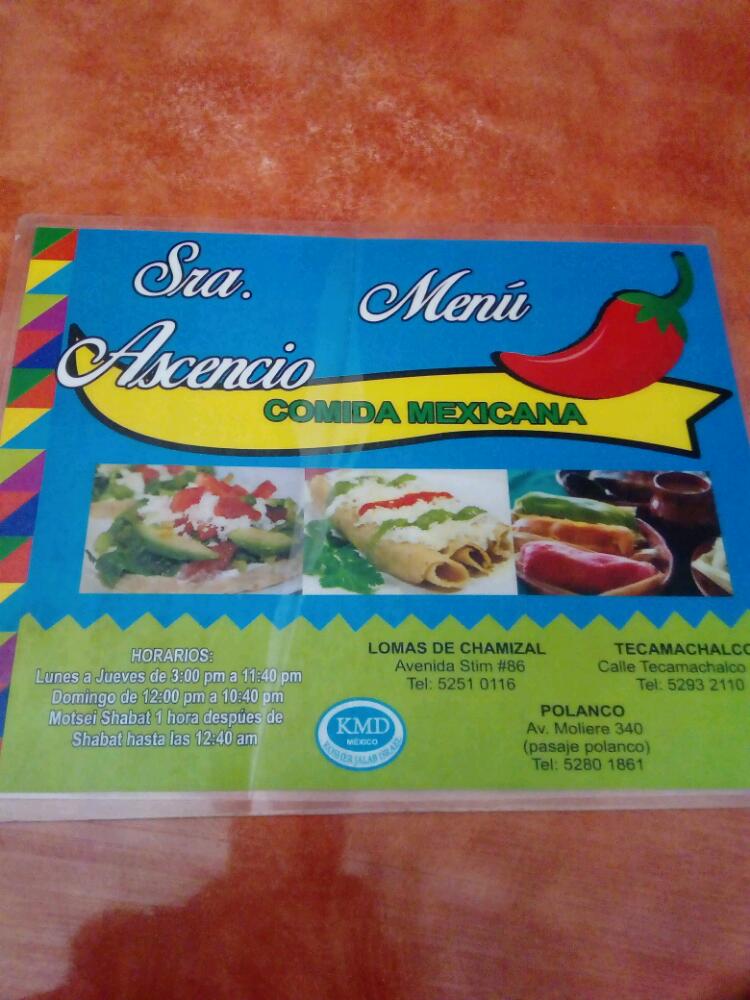 Sra.
Menú
Ascencio
COMIDA MEXICANA
HORARIOS:
Lunes a Jueves de 3:00 pm a 11:40 pm
Domingo de 12:00 pm a 10:40 pm
Motsei Shabat 1 hora despúes de
Shabat hasta las 12:40 am
KMD
MÉXICO
KOSHER JALAB ISRAEL
LOMAS DE CHAMIZAL
Avenida Stim #86
Tel: 5251 0116
TECAMACHALCO
Calle Tecamachalco
Tel: 5293 2110
POLANCO
Av. Moliere 340
(pasaje polanco)
Tel: 5280 1861